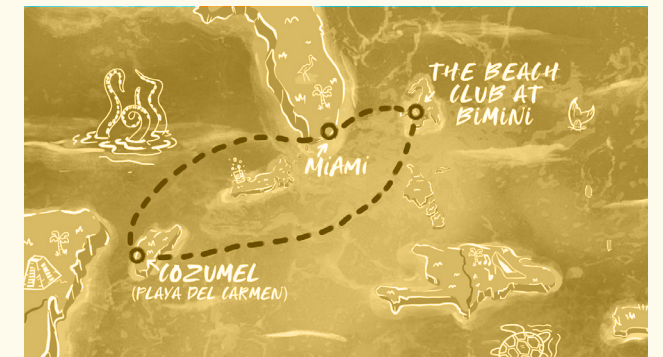 THE BEACH
CLUB AT
BIMINI
MIAMI
COZUMEL
(PLAYA DEL CARMEN)